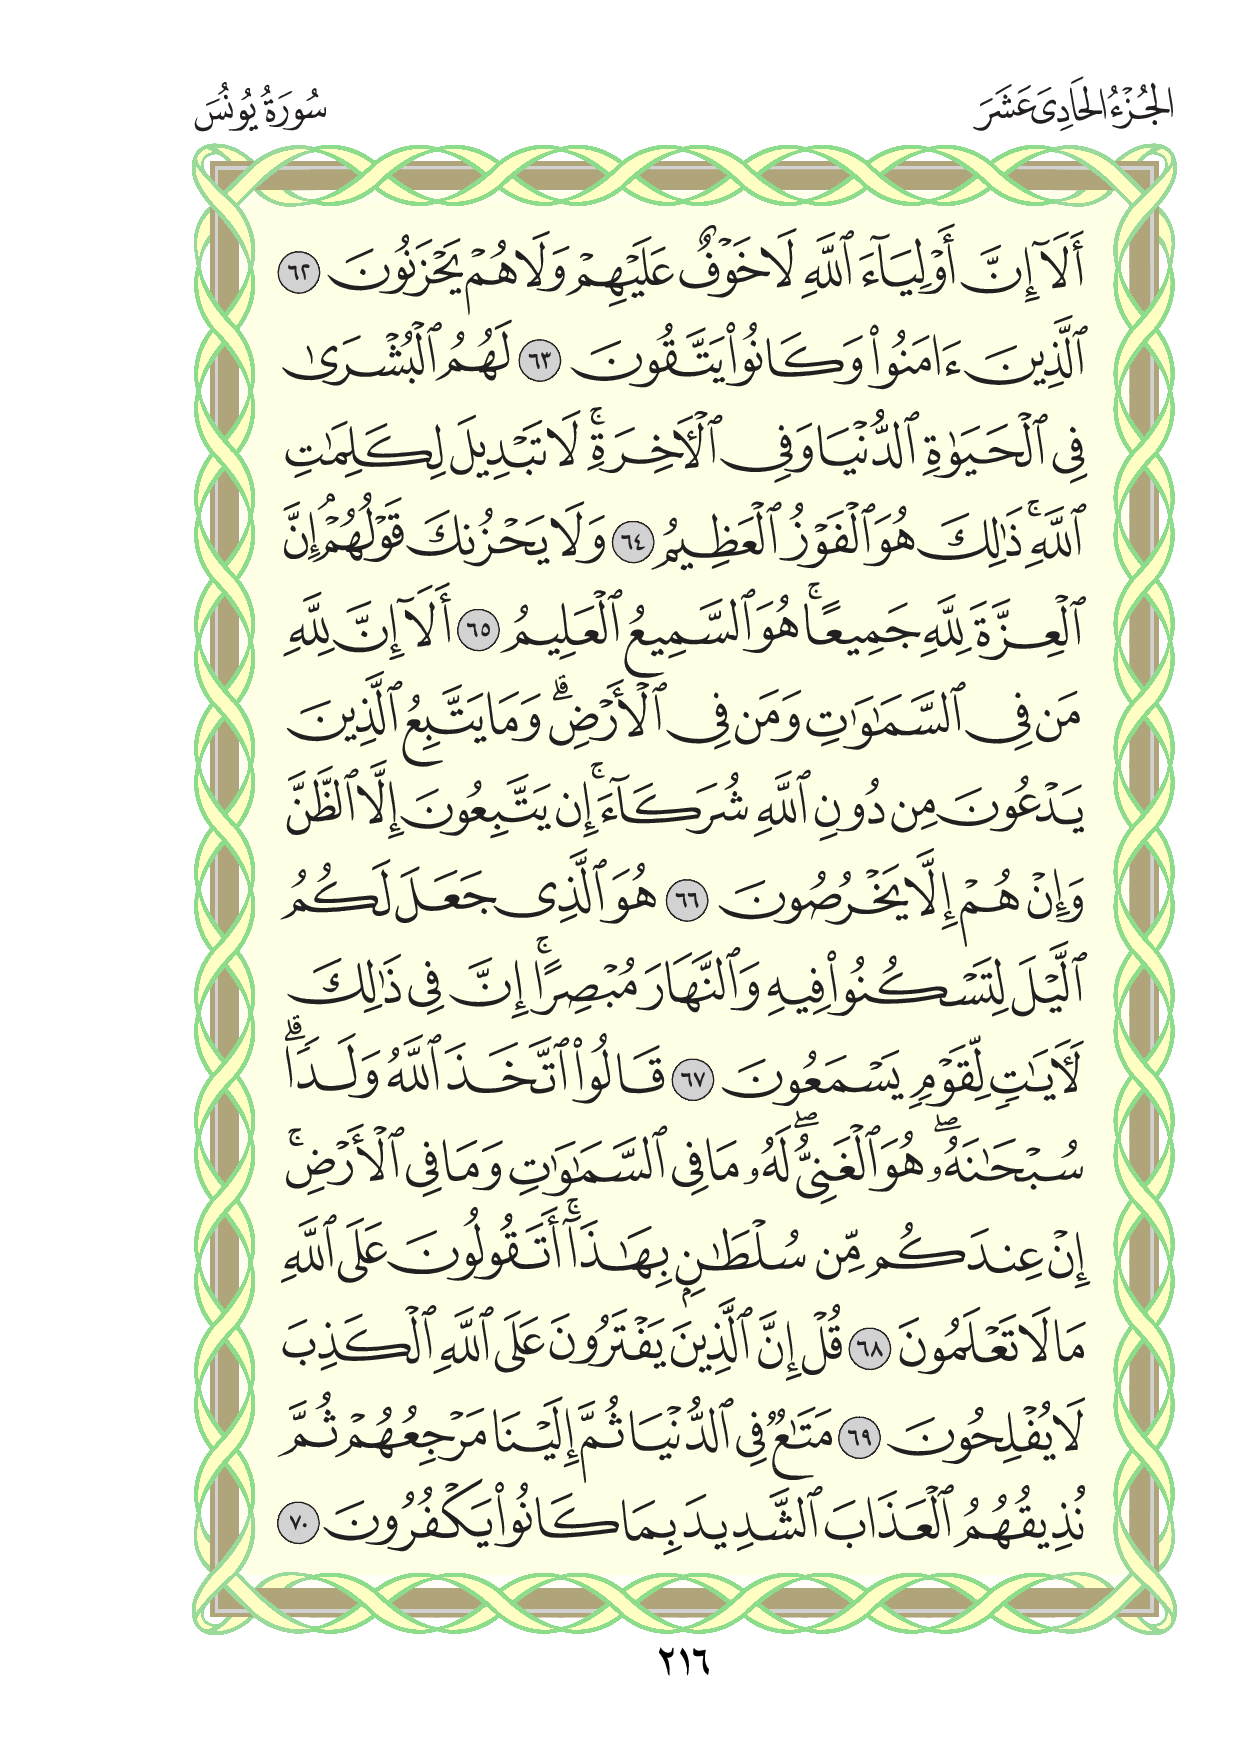 الجُزْءُ الحَادِىَ عَشَرَ
سُورَةُ يُونُسَ
أَلَآ إِنَّ أَوْلِيَآءَ ٱللَّهِ لَا خَوْفٌ عَلَيْهِمْ وَلَا هُمْ يَحْزَنُونَ ٦٢
ٱلَّذِينَ ءَامَنُوا۟ وَكَانُوا۟ يَتَّقُونَ ٦٣ لَهُمُ ٱلْبُشْرَىٰ
فِى ٱلْحَيَوٰةِ ٱلدُّنْيَا وَفِى ٱلْـَٔاخِرَةِ ۚ لَا تَبْدِيلَ لِكَلِمَـٰتِ
ٱللَّهِ ۚ ذَٰلِكَ هُوَ ٱلْفَوْزُ ٱلْعَظِيمُ ٦٤ وَلَا يَحْزُنكَ قَوْلُهُمْ ۘ إِنَّ
ٱلْعِزَّةَ لِلَّهِ جَمِيعًا ۚ هُوَ ٱلسَّمِيعُ ٱلْعَلِيمُ ٦٥ أَلَآ إِنَّ لِلَّهِ
مَن فِى ٱلسَّمَـٰوَٰتِ وَمَن فِى ٱلْأَرْضِ ۗ وَمَا يَتَّبِعُ ٱلَّذِينَ
يَدْعُونَ مِن دُونِ ٱللَّهِ شُرَكَآءَ ۚ إِن يَتَّبِعُونَ إِلَّا ٱلظَّنَّ
وَإِنْ هُمْ إِلَّا يَخْرُصُونَ ٦٦ هُوَ ٱلَّذِى جَعَلَ لَكُمُ
ٱلَّيْلَ لِتَسْكُنُوا۟ فِيهِ وَٱلنَّهَارَ مُبْصِرًا ۚ إِنَّ فِى ذَٰلِكَ
لَـَٔايَـٰتٍ لِّقَوْمٍ يَسْمَعُونَ ٦٧ قَالُوا۟ ٱتَّخَذَ ٱللَّهُ وَلَدًا ۗ
سُبْحَـٰنَهُۥ ۖ هُوَ ٱلْغَنِىُّ ۖ لَهُۥ مَا فِى ٱلسَّمَـٰوَٰتِ وَمَا فِى ٱلْأَرْضِ ۚ
إِنْ عِندَكُم مِّن سُلْطَـٰنٍۭ بِهَـٰذَآ ۚ أَتَقُولُونَ عَلَى ٱللَّهِ
مَا لَا تَعْلَمُونَ ٦٨ قُلْ إِنَّ ٱلَّذِينَ يَفْتَرُونَ عَلَى ٱللَّهِ ٱلْكَذِبَ
لَا يُفْلِحُونَ ٦٩ مَتَـٰعٌ فِى ٱلدُّنْيَا ثُمَّ إِلَيْنَا مَرْجِعُهُمْ ثُمَّ
نُذِيقُهُمُ ٱلْعَذَابَ ٱلشَّدِيدَ بِمَا كَانُوا۟ يَكْفُرُونَ ٧٠
٢١٦